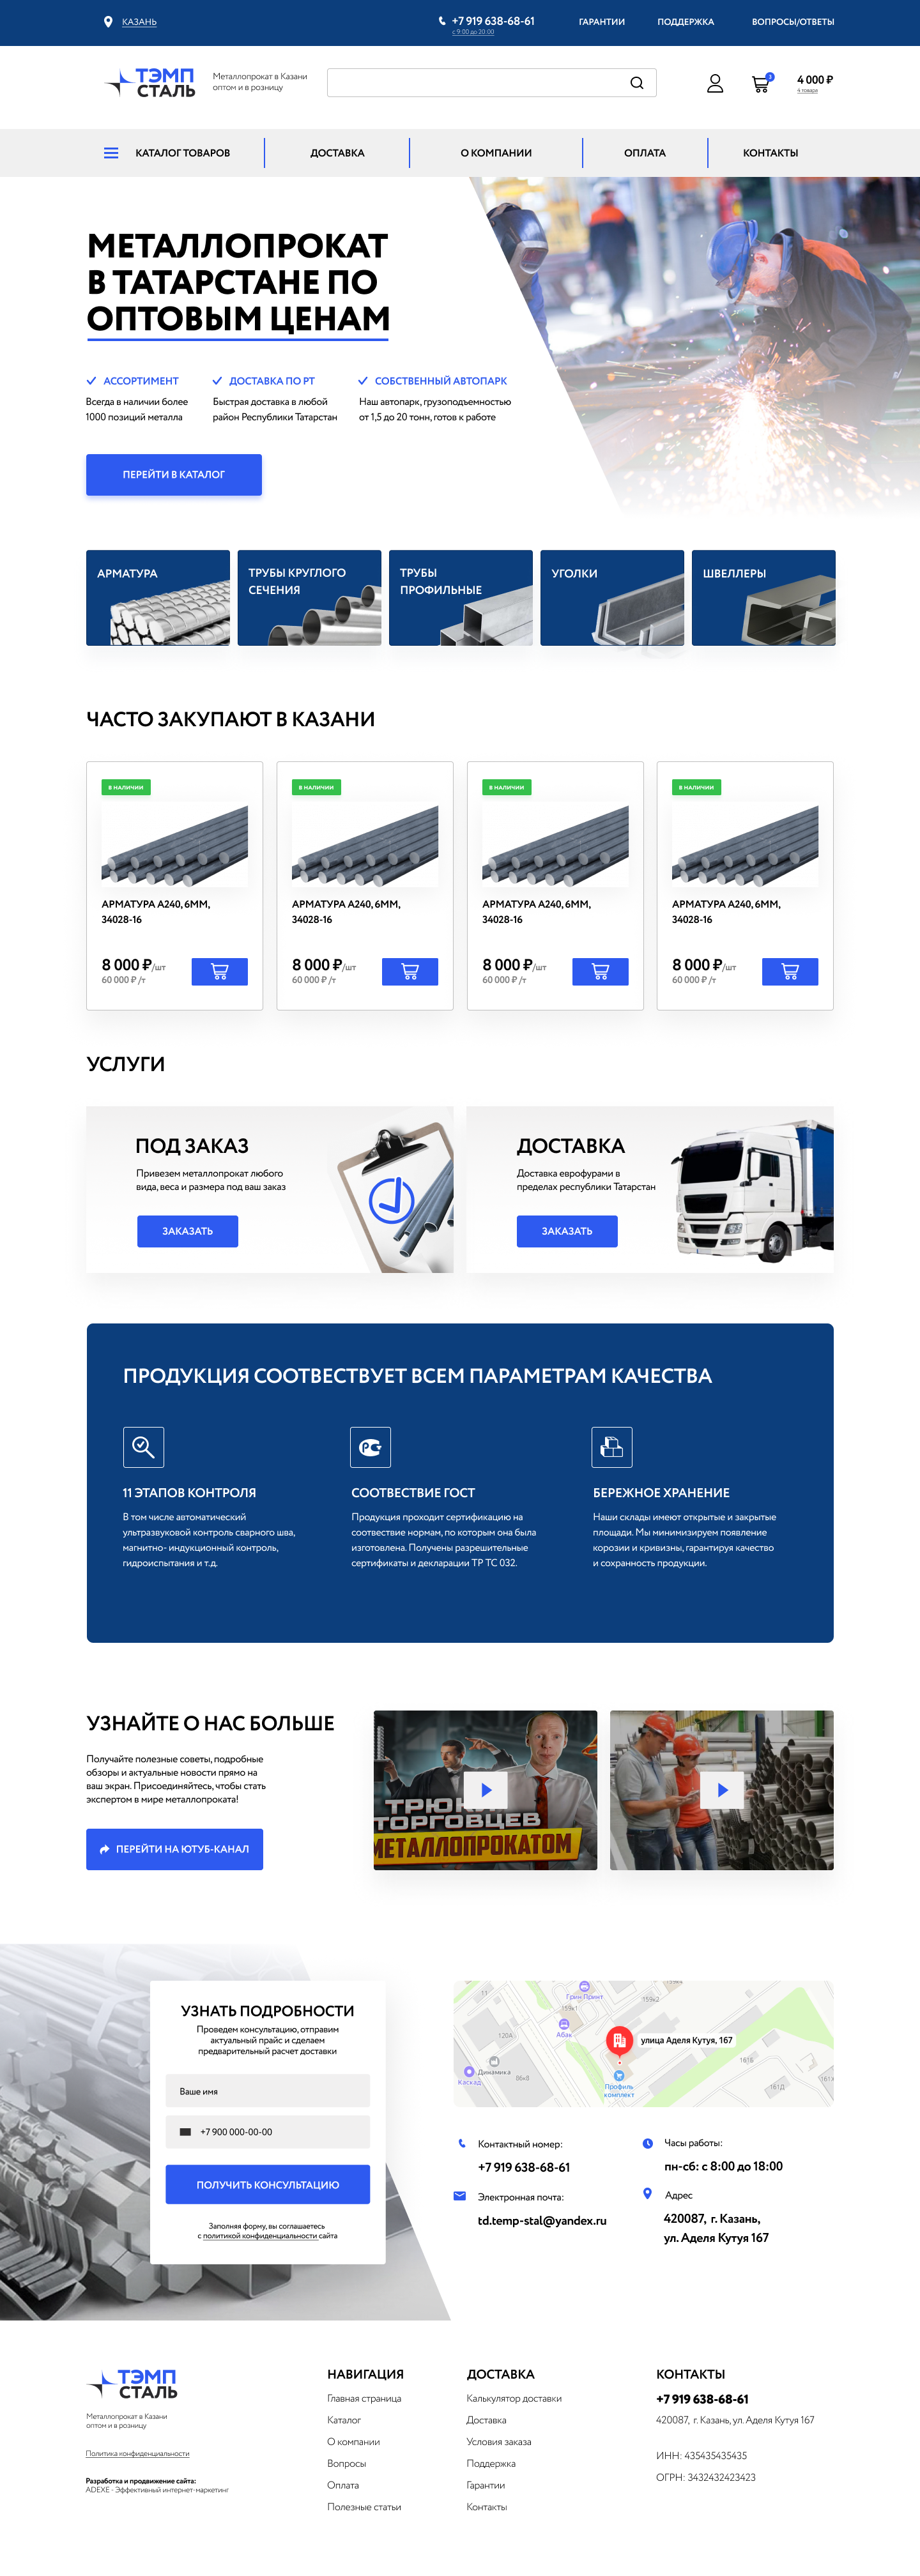 КАЗАНЬ
+7 919 638-68-61
с 9:00 до 20:00
ГАРАНТИИ
ПОДДЕРЖКА
ВОПРОСЫ/ОТВЕТЫ
ТЭМП
СТАЛЬ
Металлопрокат в Казани
оптом и в розницу
4 000 ₽
4 товара
КАТАЛОГ ТОВАРОВ
ДОСТАВКА
О КОМПАНИИ
ОПЛАТА
КОНТАКТЫ
МЕТАЛЛОПРОКАТ
В ТАТАРСТАНЕ ПО
ОПТОВЫМ ЦЕНАМ
АССОРТИМЕНТ
Всегда в наличии более
1000 позиций металла
ДОСТАВКА ПО РТ
Быстрая доставка в любой
район Республики Татарстан
СОБСТВЕННЫЙ АВТОПАРК
Наш автопарк, грузоподъемностью
от 1,5 до 20 тонн, готов к работе
ПЕРЕЙТИ В КАТАЛОГ
АРМАТУРА
ТРУБЫ КРУГЛОГО
СЕЧЕНИЯ
ТРУБЫ
ПРОФИЛЬНЫЕ
УГОЛКИ
ШВЕЛЛЕРЫ
ЧАСТО ЗАКУПАЮТ В КАЗАНИ
В НАЛИЧИИ
АРМАТУРА А240, 6ММ,
34028-16
8 000 ₽/шт
60 000 ₽ /т
В НАЛИЧИИ
АРМАТУРА А240, 6ММ,
34028-16
8 000 ₽/шт
60 000 ₽ /т
В НАЛИЧИИ
АРМАТУРА А240, 6ММ,
34028-16
8 000 ₽/шт
60 000 ₽ /т
В НАЛИЧИИ
АРМАТУРА А240, 6ММ,
34028-16
8 000 ₽/шт
60 000 ₽ /т
УСЛУГИ
ПОД ЗАКАЗ
Привезем металлопрокат любого
вида, веса и размера под ваш заказ
ЗАКАЗАТЬ
ДОСТАВКА
Доставка еврофурами в
пределах республики Татарстан
ЗАКАЗАТЬ
ПРОДУКЦИЯ СООТВЕСТВУЕТ ВСЕМ ПАРАМЕТРАМ КАЧЕСТВА
11 ЭТАПОВ КОНТРОЛЯ
В том числе автоматический
ультразвуковой контроль сварного шва,
магнитно- индукционный контроль,
гидроиспытания и т.д.
СООТВЕСТВИЕ ГОСТ
Продукция проходит сертификацию на
соотвествие нормам, по которым она была
изготовлена. Получены разрешительные
сертификаты и декларации ТР ТС 032.
БЕРЕЖНОЕ ХРАНЕНИЕ
Наши склады имеют открытые и закрытые
площади. Мы минимизируем появление
корозии и кривизны, гарантируя качество
и сохранность продукции.
УЗНАЙТЕ О НАС БОЛЬШЕ
Получайте полезные советы, подробные
обзоры и актуальные новости прямо на
ваш экран. Присоединяйтесь, чтобы стать
экспертом в мире металлопроката!
ПЕРЕЙТИ НА ЮТУБ-КАНАЛ
ТРЮК
ТОРГОВЦЕВ
МЕТАЛЛОПРОКАТОМ
УЗНАТЬ ПОДРОБНОСТИ
Проведем консультацию, отправим
актуальный прайс и сделаем
предварительный расчет доставки
Ваше имя
+7 900 000-00-00
ПОЛУЧИТЬ КОНСУЛЬТАЦИЮ
Заполняя форму, вы соглашаетесь
с политикой конфиденциальности сайта
11
Грин Принт
159к2
159к1
120А
Абак
улица Аделя Кутуя, 167
Динамика
Каскад
86к8
Профиль
комплект
161Б
161Д
Контактный номер:
+7 919 638-68-61
Электронная почта:
td.temp-stal@yandex.ru
Часы работы:
пн-сб: с 8:00 до 18:00
Адрес
420087, г. Казань,
ул. Аделя Кутуя 167
ТЭМП
СТАЛЬ
Металлопрокат в Казани
оптом и в розницу
Политика конфиденциальности
Разработка и продвижение сайта:
ADEXE - Эффективный интернет-маркетинг
НАВИГАЦИЯ
Главная страница
Каталог
О компании
Вопросы
Оплата
Полезные статьи
ДОСТАВКА
Калькулятор доставки
Доставка
Условия заказа
Поддержка
Гарантии
Контакты
КОНТАКТЫ
+7 919 638-68-61
420087, г. Казань, ул. Аделя Кутуя 167
ИНН: 435435435435
ОГРН: 3432432423423